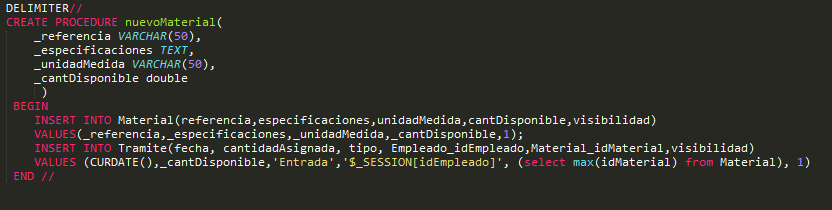 DELIMITER//
CREATE PROCEDURE nuevoMaterial(
_referencia VARCHAR(50),
_especificaciones TEXT,
_unidadMedida VARCHAR(50),
_cantDisponible double
)
BEGIN
INSERT INTO Material(referencia,especificaciones,unidadMedida,cantDisponible,visibilidad)
VALUES(_referencia,_especificaciones,_unidadMedida,_cantDisponible,1);
INSERT INTO Tramite(fecha, cantidadAsignada, tipo, Empleado_idEmpleado,Material_idMaterial,visibilidad)
VALUES (CURDATE(),_cantDisponible,'Entrada','$_SESSION[idEmpleado]', (select max(idMaterial) from Material), 1)
END //